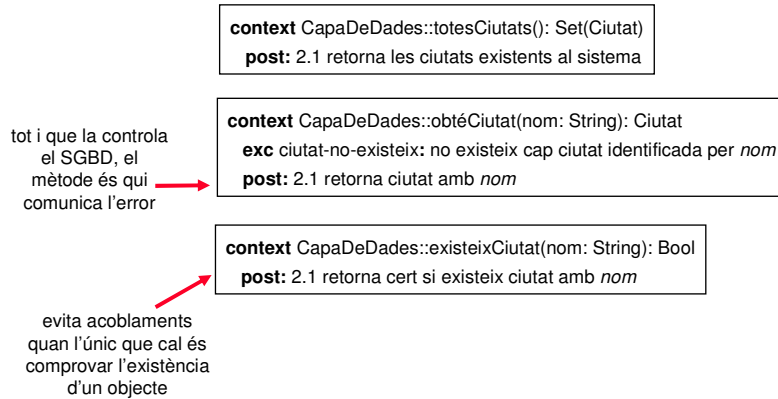 context CapaDeDades::totesCiutats(): Set(Ciutat)
post: 2.1 retorna les ciutats existents al sistema
context CapaDeDades::obtéCiutat(nom: String): Ciutat
exc ciutat-no-existeix: no existeix cap ciutat identificada per nom
post: 2.1 retorna ciutat amb nom
tot i que la controla
el SGBD, el
mètode és qui
comunica l'error
context CapaDeDades::existeixCiutat(nom: String): Bool
post: 2.1 retorna cert si existeix ciutat amb nom
evita acoblaments
quan l'únic que cal és
comprovar l'existència
d'un objecte